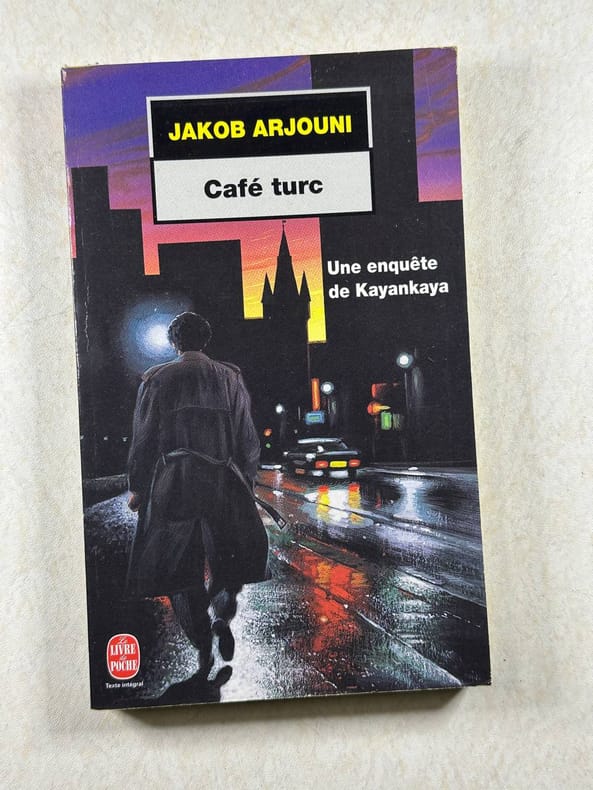 JAKOB ARJOUNI
Café turc
Une enquête
de Kayankaya
Le
LIVRE
de
POCHE
Texte intégral